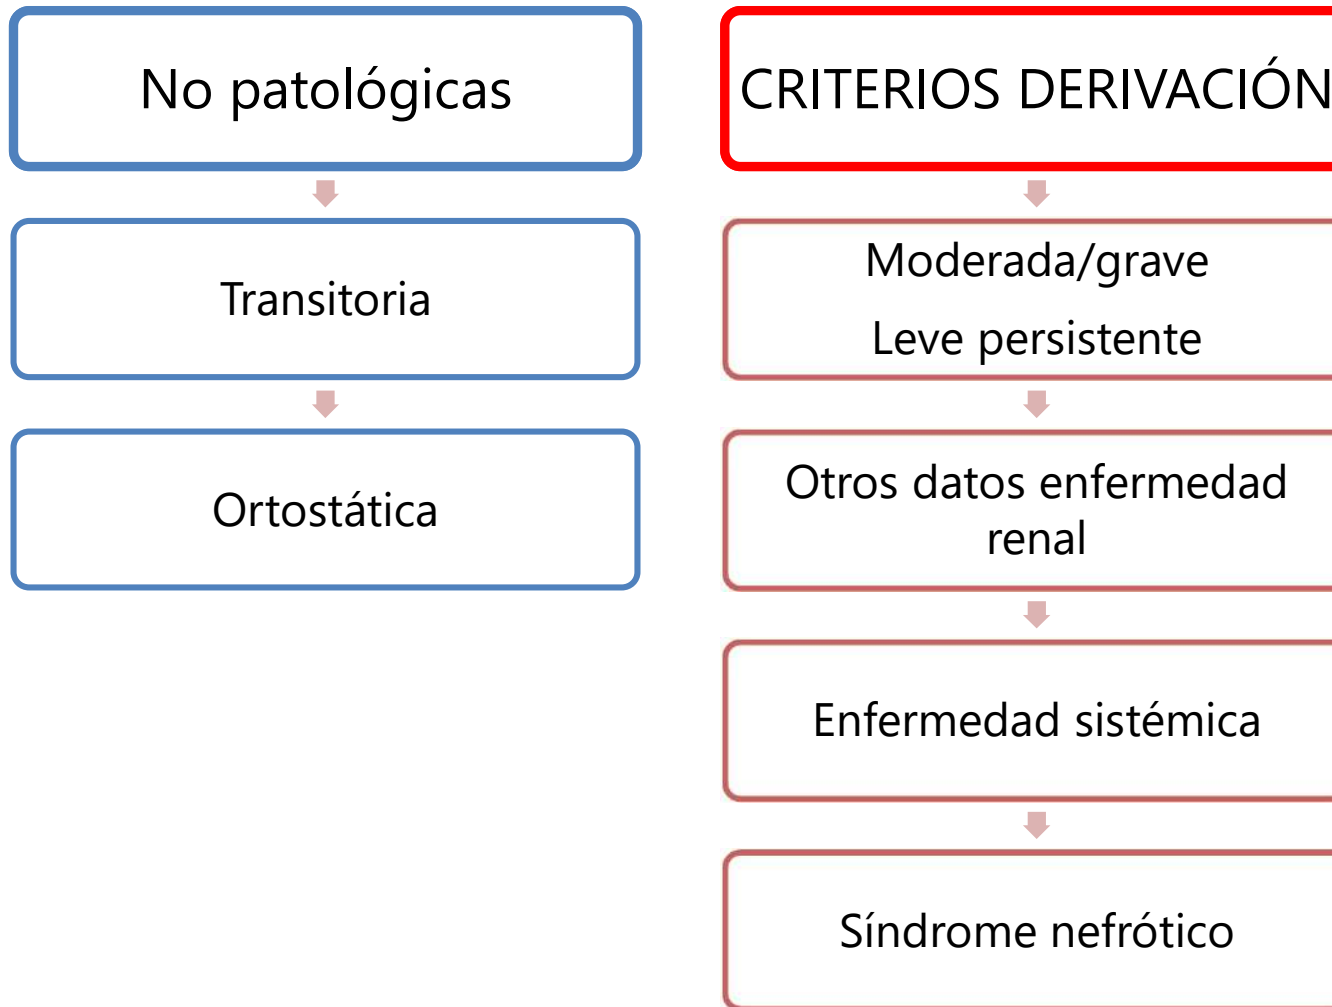 No patológicas
Transitoria
Ortostática
CRITERIOS DERIVACIÓN
Moderada/grave
Leve persistente
Otros datos enfermedad
renal
Enfermedad sistémica
Síndrome nefrótico